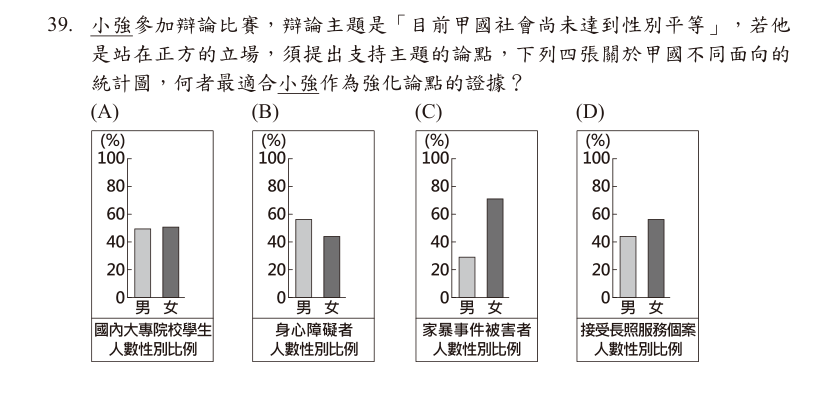 39. 小強參加辯論比賽，辯論主題是「目前甲國社會尚未達到性別平等」，若他
是站在正方的立場，須提出支持主題的論點，下列四張關於甲國不同面向的
統計圖，何者最適合小強作為強化論點的證據？
(A) (B) (C) (D)
(%) (%) (%) (%)
100 100 100 100
80 80 80 80
60 60 60 60
40 40 40 40
20 20 20 20
0 0 0 0
男 女 男 女 男 女 男 女
國內大專院校學生 身心障礙者 家暴事件被害者 接受長照服務個案
人數性別比例 人數性別比例 人數性別比例 人數性別比例